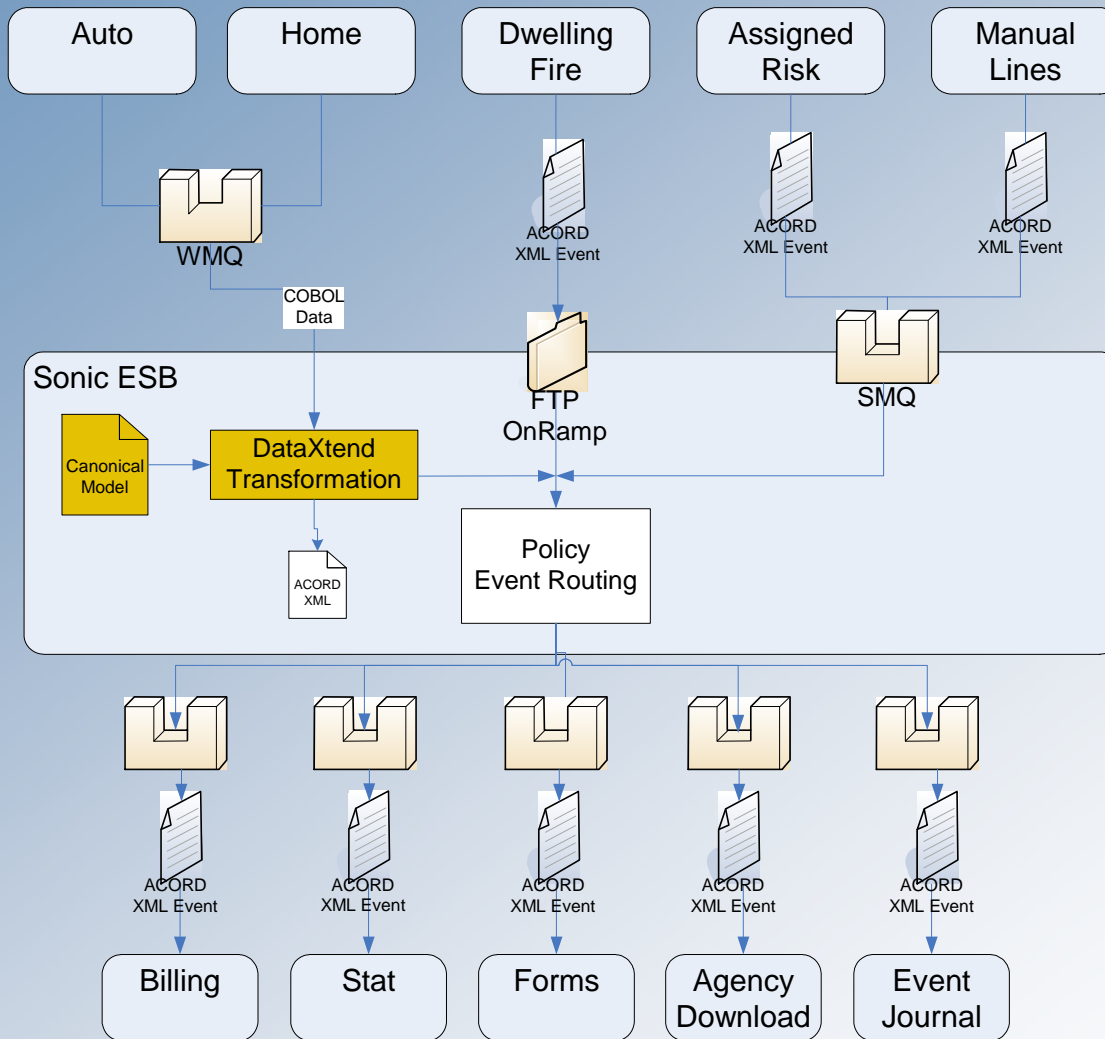 Auto
Home
Dwelling
Fire
Assigned
Risk
Manual
Lines
ACORD
XML Event
ACORD
XML Event
ACORD
XML Event
WMQ
COBOL
Data
Sonic ESB
FTP
OnRamp
SMQ
Canonical
Model
DataXtend
Transformation
ACORD
XML
Policy
Event Routing
ACORD
XML Event
ACORD
XML Event
ACORD
XML Event
ACORD
XML Event
ACORD
XML Event
Billing
Stat
Forms
Agency
Download
Event
Journal